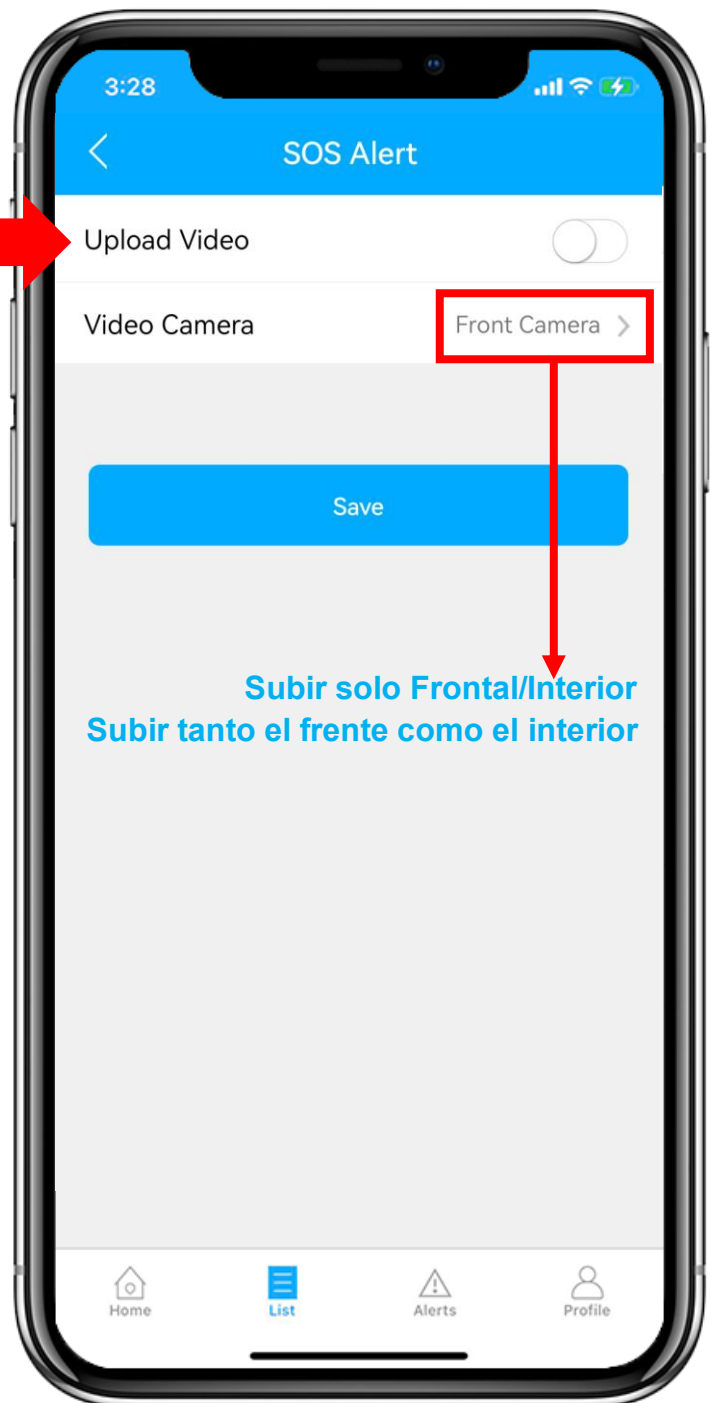 3:28
SOS Alert
Upload Video
Video Camera
Front Camera
Save
Subir solo Frontal/Interior
Subir tanto el frente como el interior
Home
List
Alerts
Profile